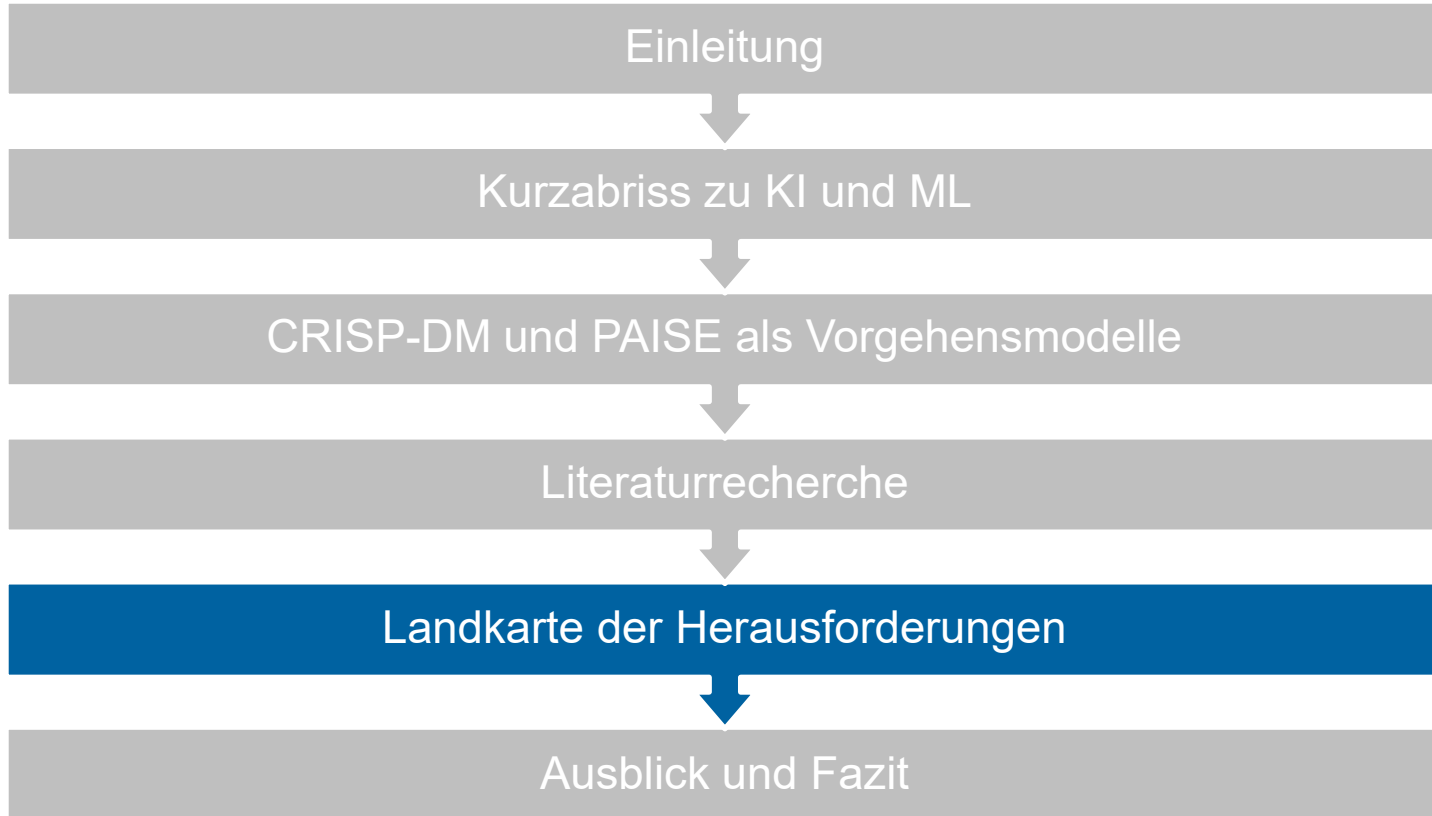 Einleitung
Kurzabriss zu KI und ML
CRISP-DM und PAISE als Vorgehensmodelle
Literaturrecherche
Landkarte der Herausforderungen
Ausblick und Fazit